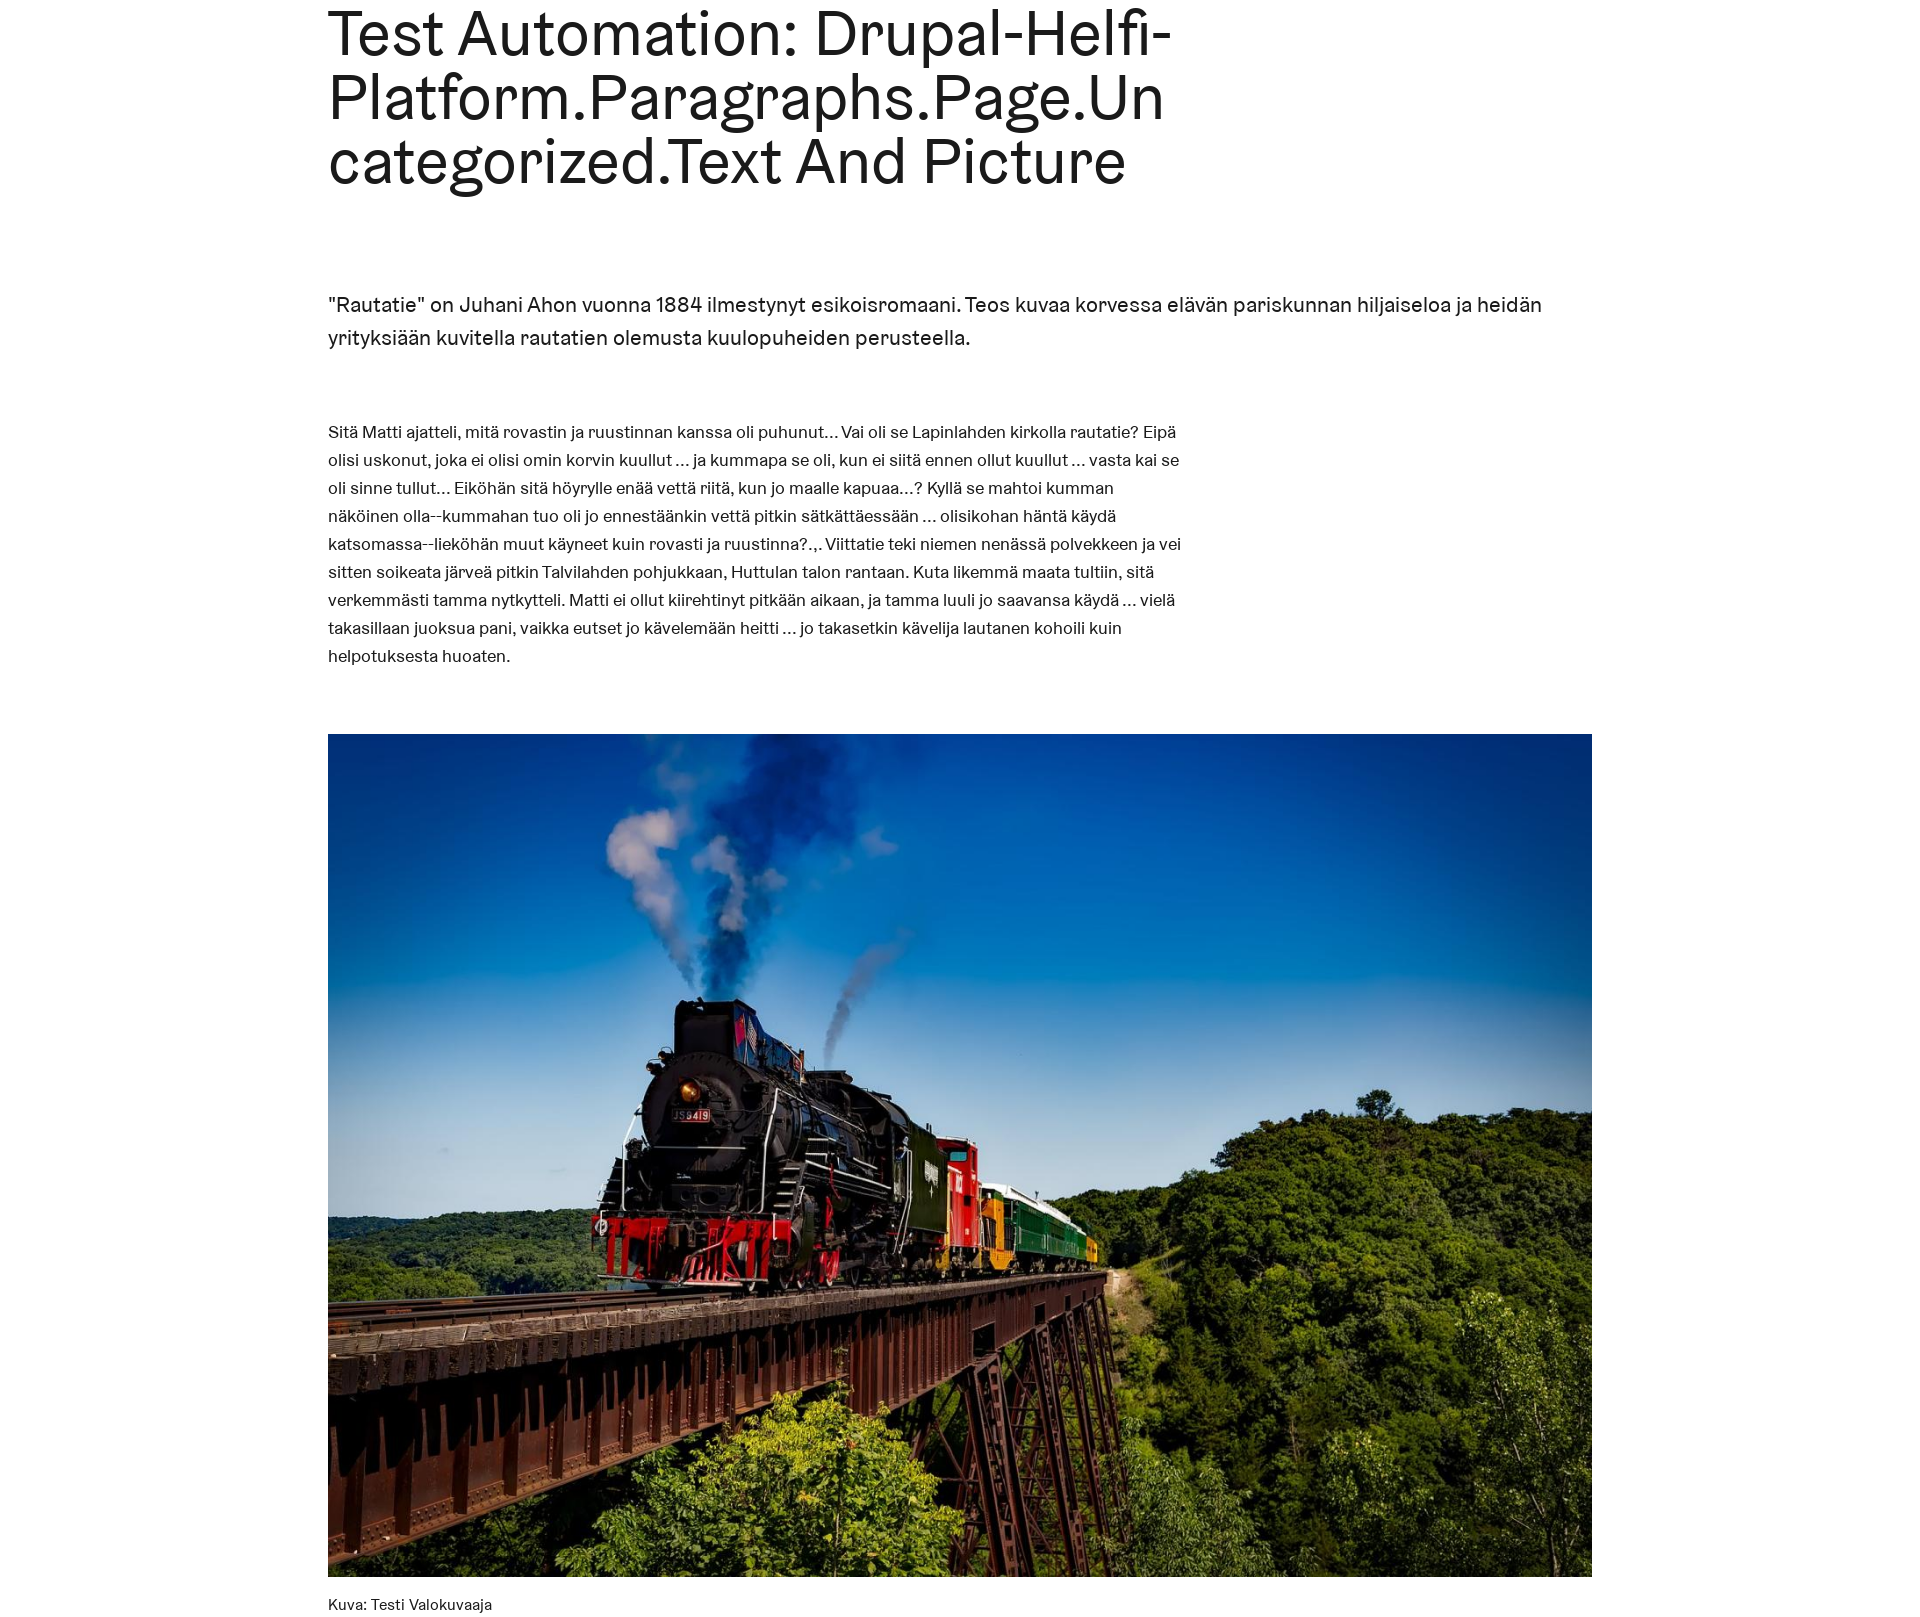 Test Automation: Drupal-Helfi-
Platform.Paragraphs.Page.Un
categorized.Text And Picture
"Rautatie" on Juhani Ahon vuonna 1884 ilmestynyt esikoisromaani. Teos kuvaa korvessa elävän pariskunnan hiljaiseloa ja heidän
yrityksiään kuvitella rautatien olemusta kuulopuheiden perusteella.
Sitä Matti ajatteli, mitä rovastin ja ruustinnan kanssa oli puhunut... Vai oli se Lapinlahden kirkolla rautatie? Eipä
olisi uskonut, joka ei olisi omin korvin kuullut ... ja kummapa se oli, kun ei siitä ennen ollut kuullut ... vasta kai se
oli sinne tullut... Eiköhän sitä höyrylle enää vettä riitä, kun jo maalle kapuaa...? Kyllä se mahtoi kumman
näköinen olla--kummahan tuo oli jo ennestäänkin vettä pitkin sätkättäessään ... olisikohan häntä käydä
katsomassa--lieköhän muut käyneet kuin rovasti ja ruustinna?.,. Viittatie teki niemen nenässä polvekkeen ja vei
sitten soikeata järveä pitkin Talvilahden pohjukkaan, Huttulan talon rantaan. Kuta likemmä maata tultiin, sitä
verkemmästi tamma nytkytteli. Matti ei ollut kiirehtinyt pitkään aikaan, ja tamma luuli jo saavansa käydä ... vielä
takasillaan juoksua pani, vaikka eutset jo kävelemään heitti ... jo takasetkin kävelija lautanen kohoili kuin
helpotuksesta huoaten.
JS8419
Kuva: Testi Valokuvaaja